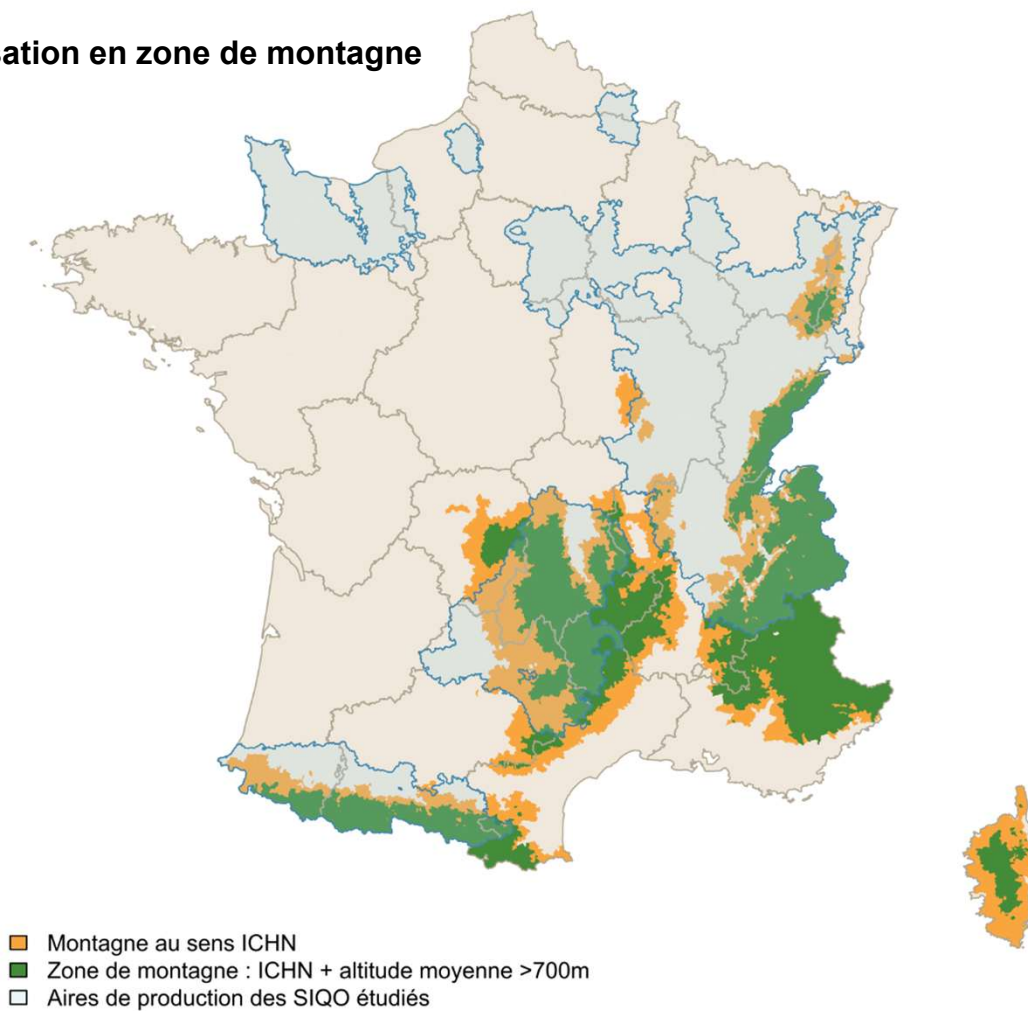 sation en zone de montagne
Montagne au sens ICHN
Zone de montagne : ICHN + altitude moyenne >700m
Aires de production des SIQO étudiés